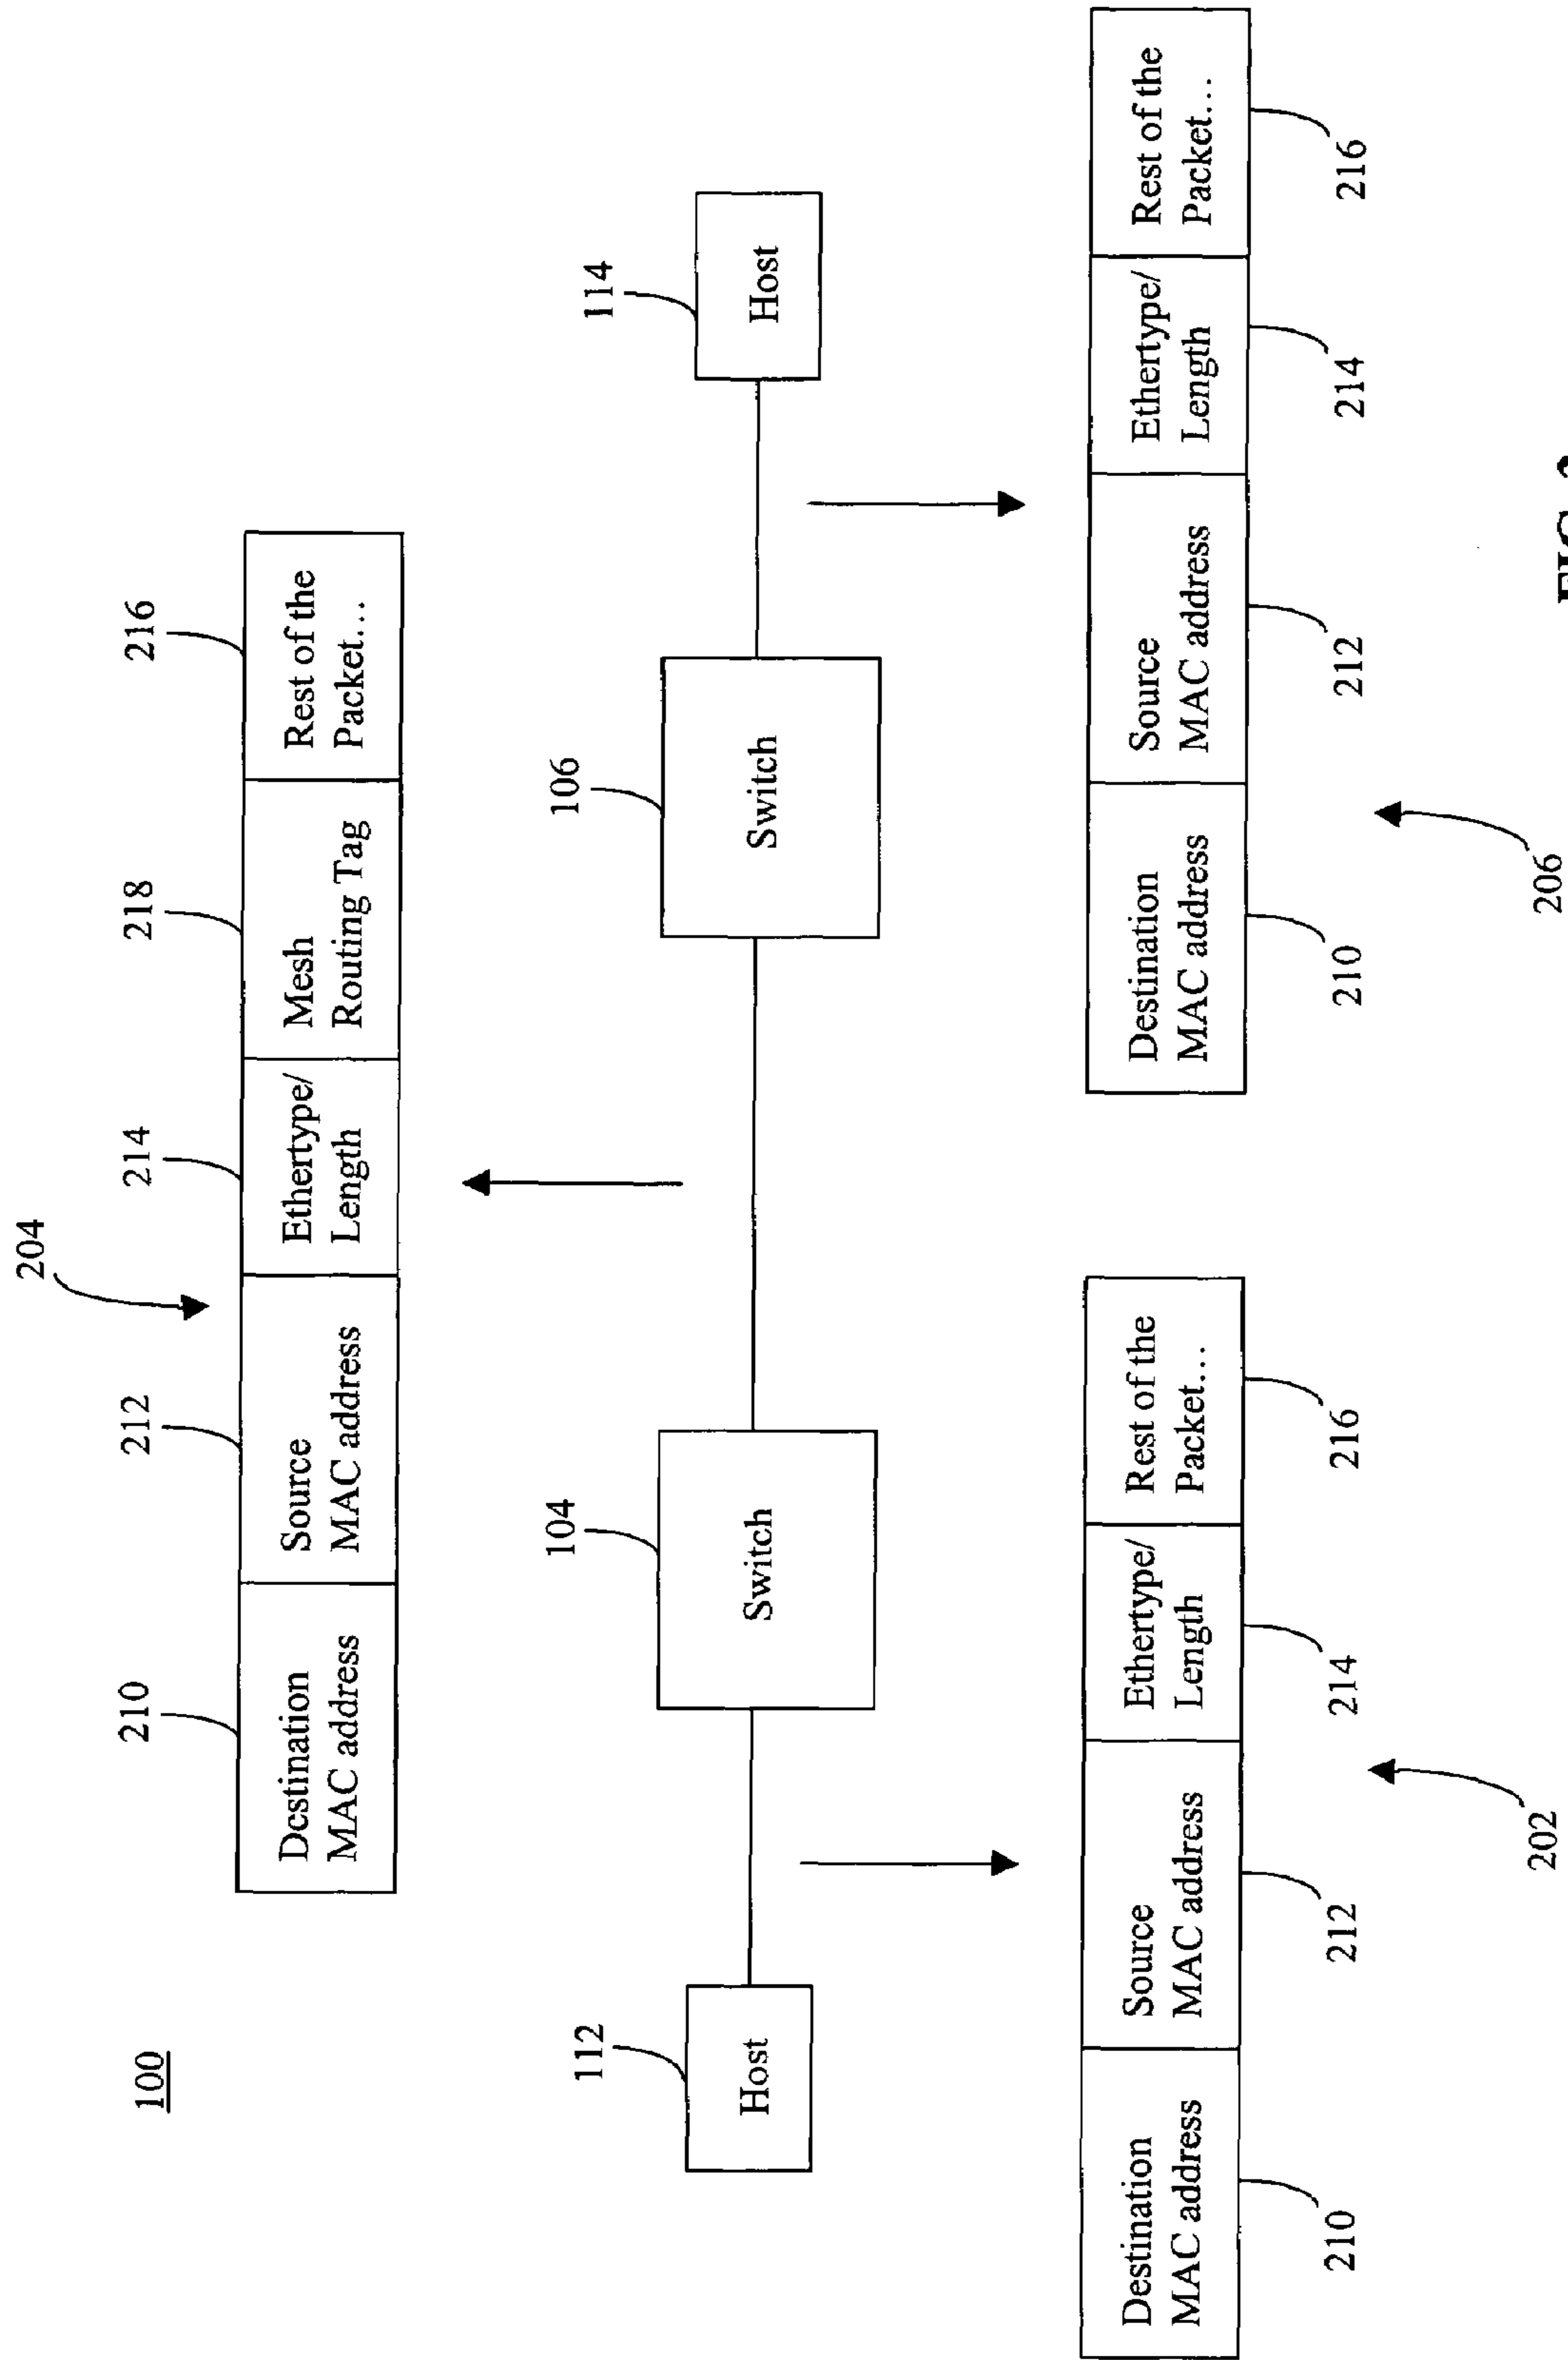 100
204
210
212
214
218
216
Dcstination
MAC address
Source
MAC address
Ethertype/
Length
Mesh
Routing Tag
Rest of the
Packet…
112
104
106
114
Host
Switch
Switch
Host
Destination
MAC address
Source
MAC address
Ethertype/
Length
Rest of the
Packet…
210
212
214
216
202
Destination
MAC address
Source
MAC address
Ethertype/
Length
Rest of the
Packet…
210
212
214
216
206
FIG.